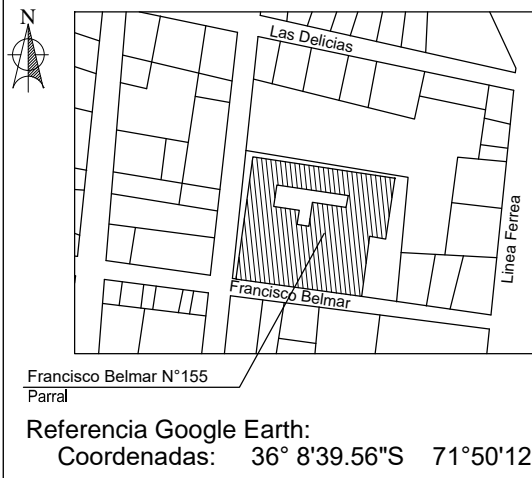 N
Las Delicias
Linea Ferrea
Francisco Belmar
Francisco Belmar N°155
Parral
Referencia Google Earth:
Coordenadas: 36° 8'39.56"S 71°50'12